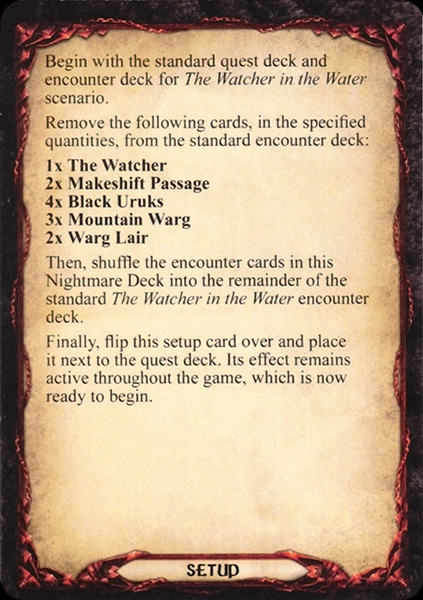 Begin with the standard quest deck and
encounter deck for The Watcher in the Water
scenario.
Remove the following cards, in the specified
quantities, from the standard encounter deck:
1x The Watcher
2x Makeshift Passage
4x Black Uruks
3x Mountain Warg
2x Warg Lair
Then, shuffle the encounter cards in this
Nightmare Deck into the remainder of the
standard The Watcher in the Water encounter
deck.
Finally, flip this setup card over and place
it next to the quest deck. Its effect remains
active throughout the game, which is now
ready to begin.
SETUP